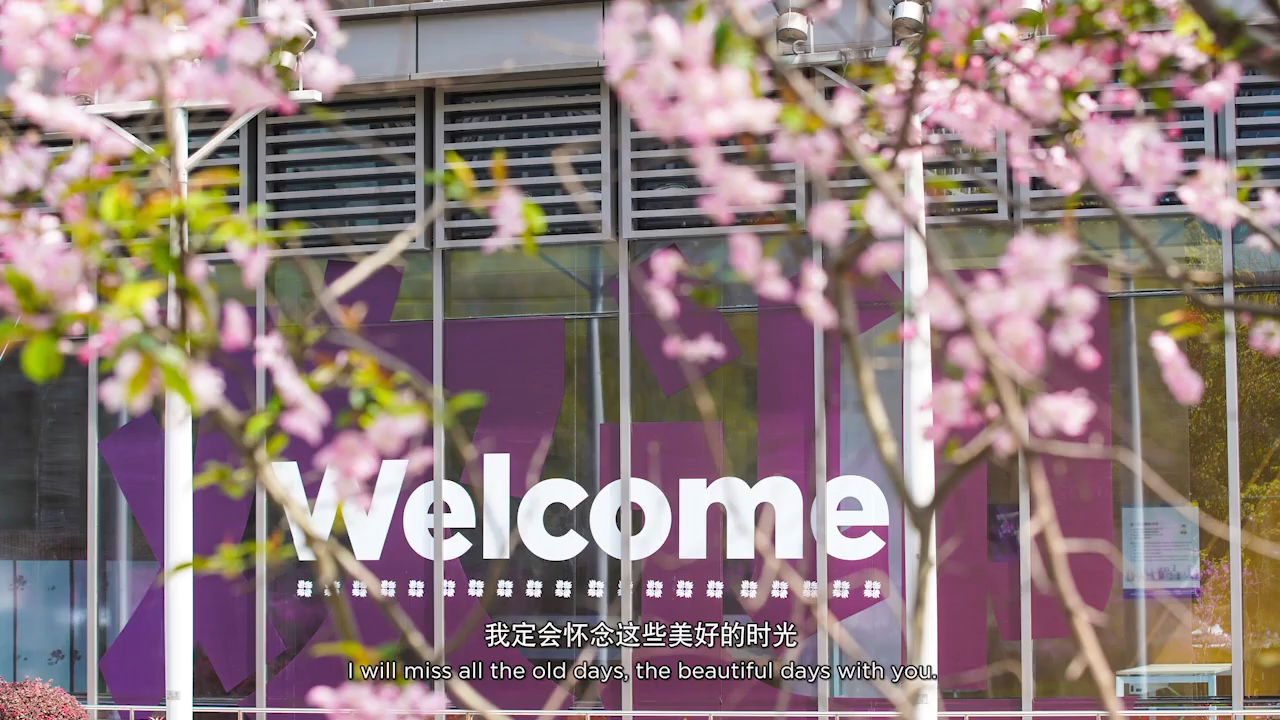 Welcome
我定会怀念这些美好的时光
I will miss all the old days, the beautiful days with you.